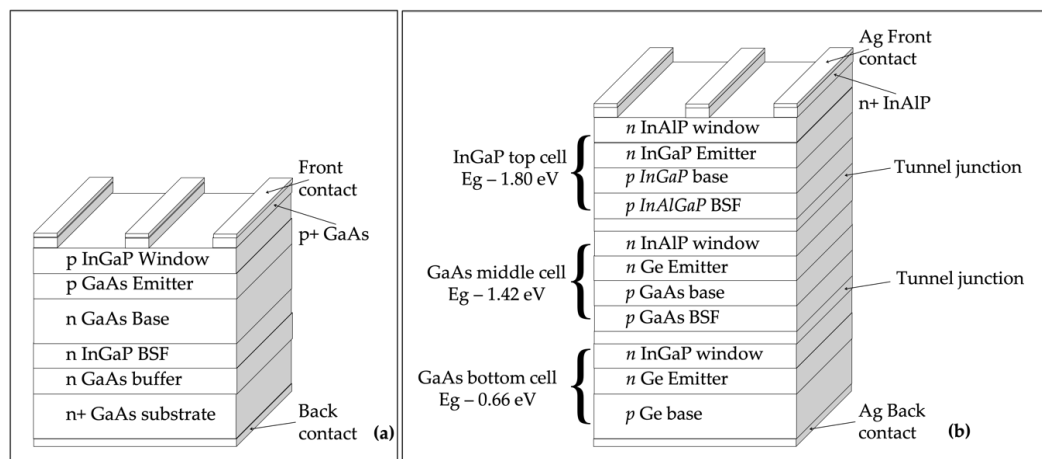 Front
contact
p+ GaAs
p InGaP Window
p GaAs Emitter
n GaAs Base
n InGaP BSF
n GaAs buffer
n+ GaAs substrate
Back
contact
(a)
Ag Front
contact
n+ InAlP
n InAlP window
InGaP top cell
Eg – 1.80 eV
n InGaP Emitter
p InGaP base
p InAlGaP BSF
Tunnel junction
n InAlP window
GaAs middle cell
Eg – 1.42 eV
n Ge Emitter
p GaAs base
p GaAs BSF
Tunnel junction
n InGaP window
GaAs bottom cell
Eg – 0.66 eV
n Ge Emitter
p Ge base
Ag Back
contact
(b)